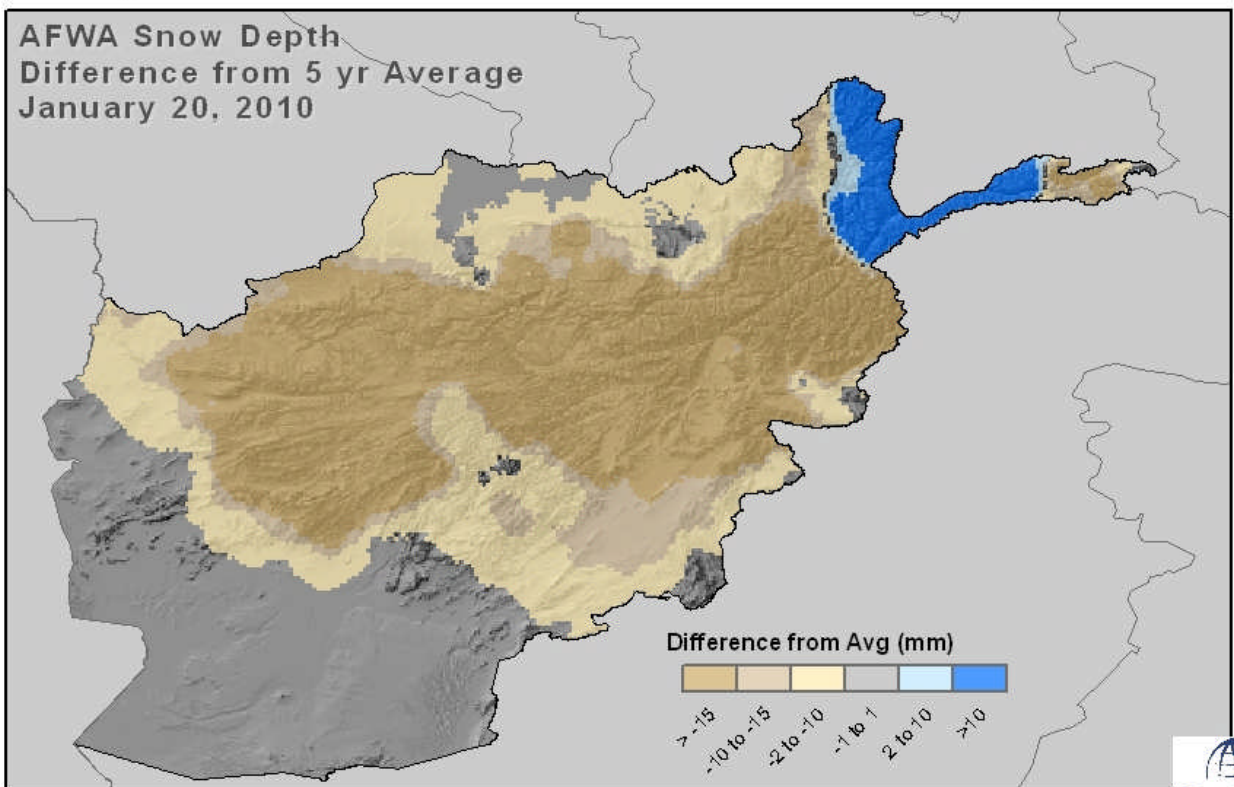 AFWA Snow Depth
Difference from 5 yr Average
January 20, 2010
Difference from Avg (mm)
> -15
-10 to -15
-2 to -10
-1 to 1
2 to 10
>10